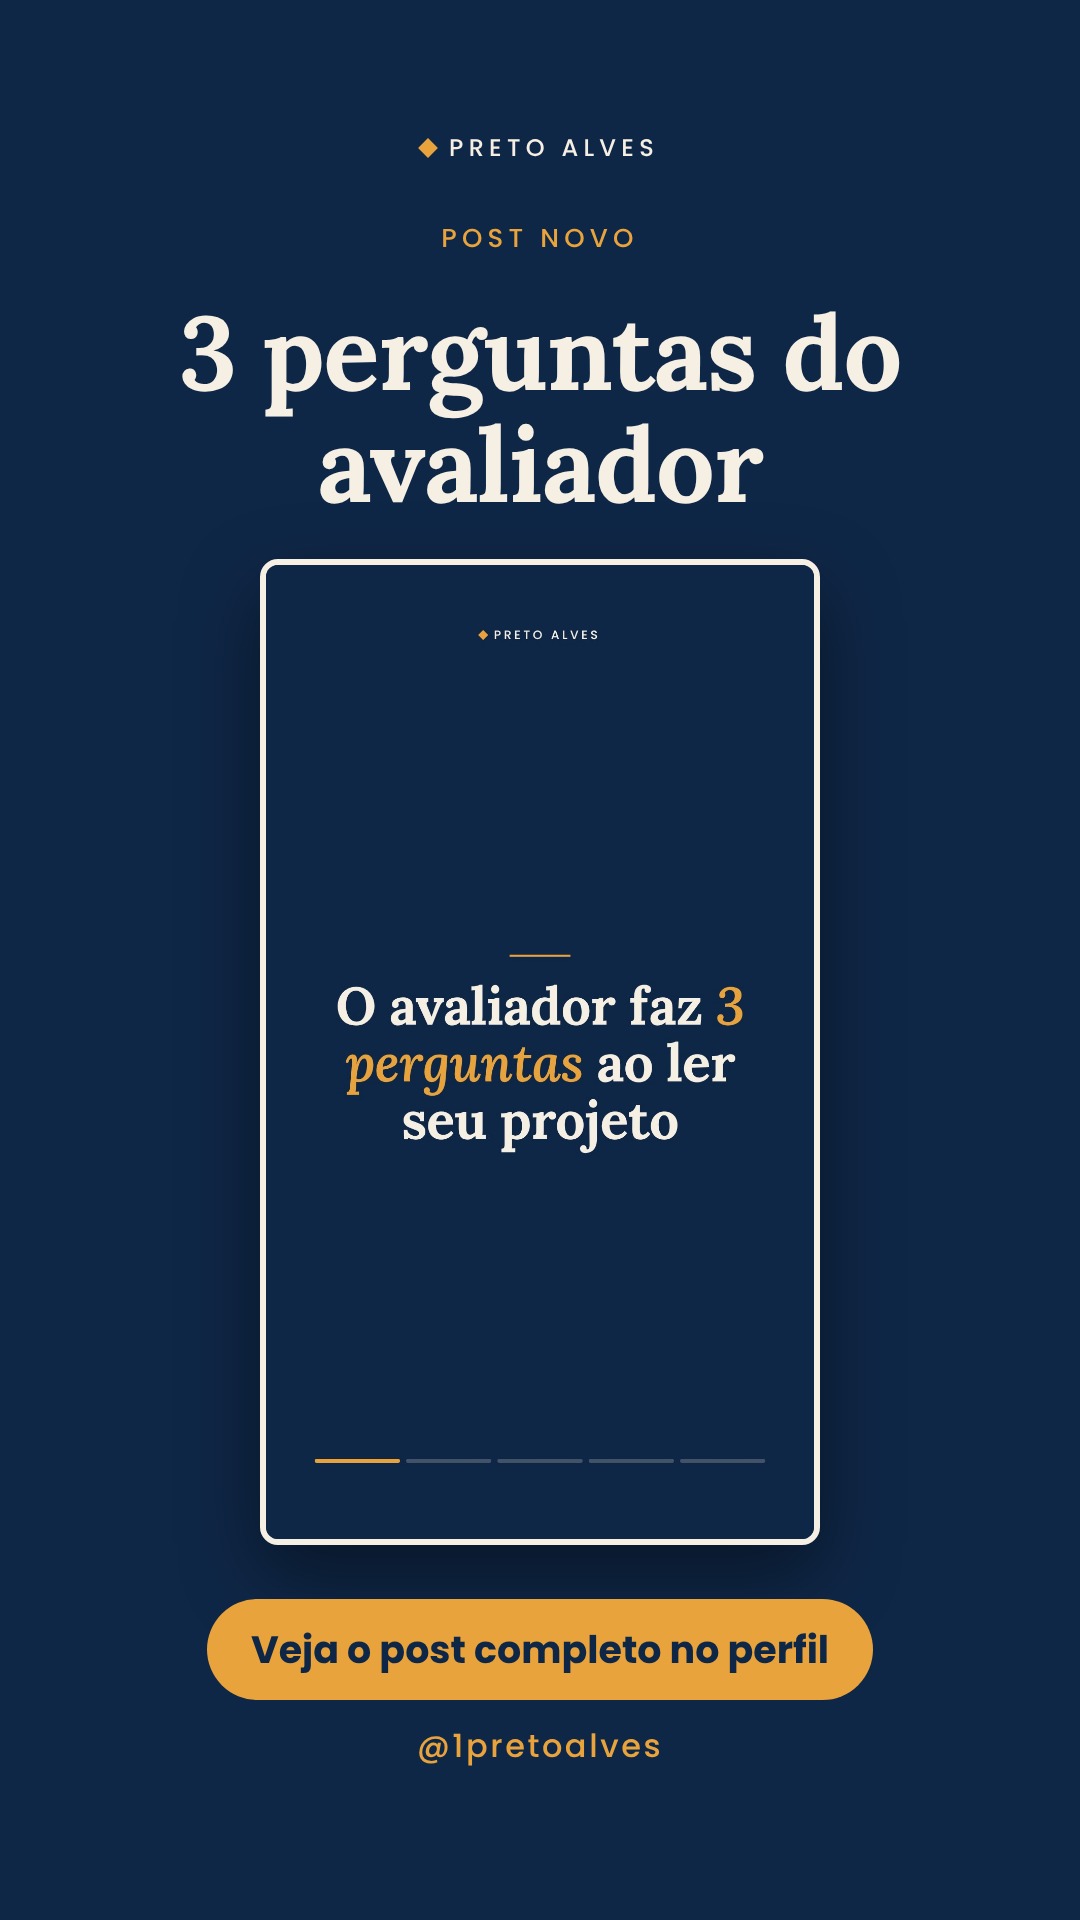 PRETO ALVES
POST NOVO
3 perguntas do
avaliador
PRETO ALVES
O avaliador faz 3
perguntas ao ler
seu projeto
Veja o post completo no perfil
@1pretoalves